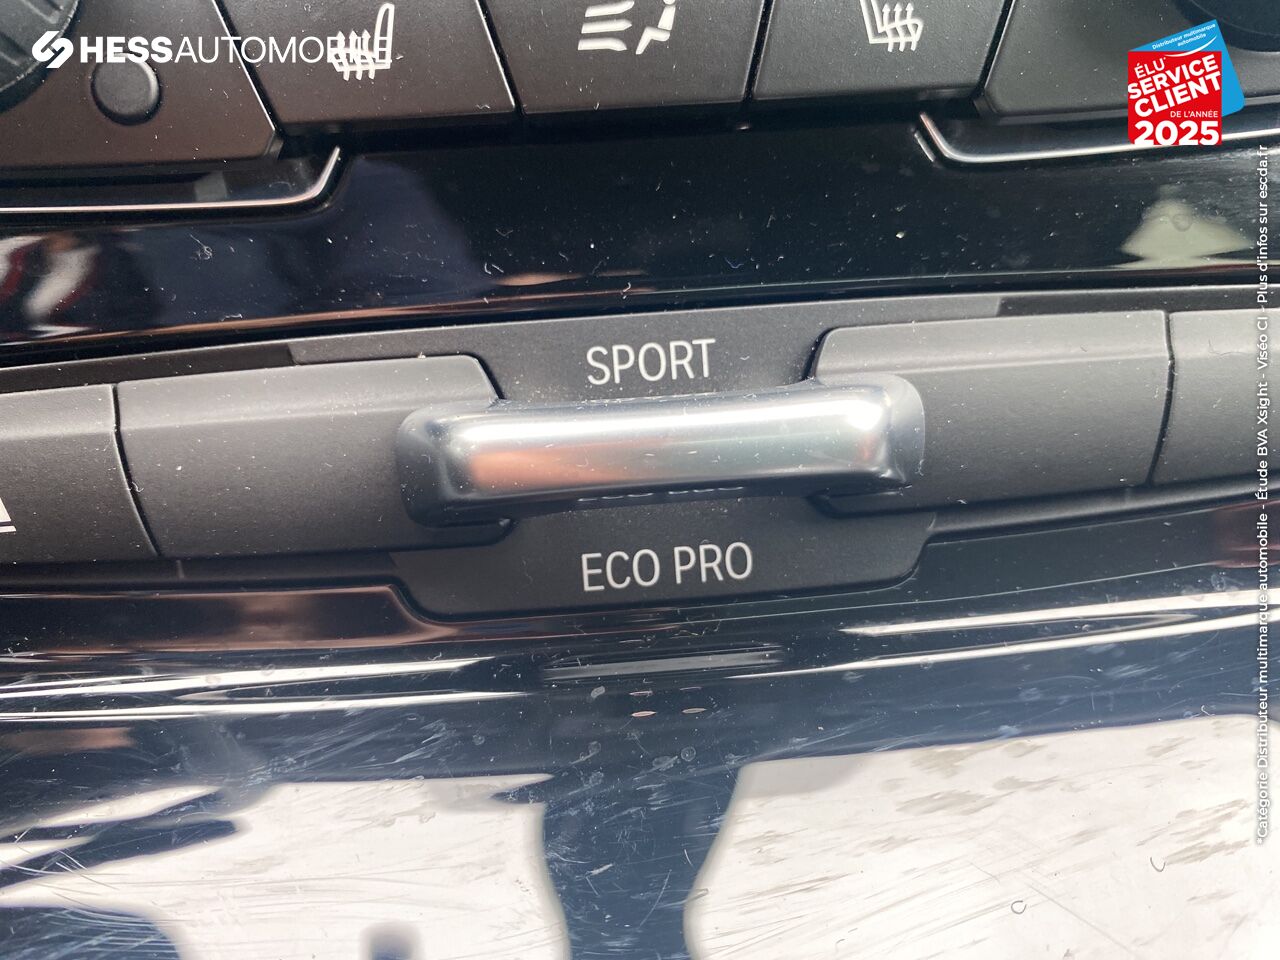 HESSAUTOMOBILE
Distributeur multimarque
automobile
ÉLU
SERVICE
CLIENT
DE L'ANNÉE
2025
SPORT
ECO PRO
*Catégorie Distributeur multimarque automobile - Étude BVA Xsight - Viséo CI - Plus d'infos sur escda.fr